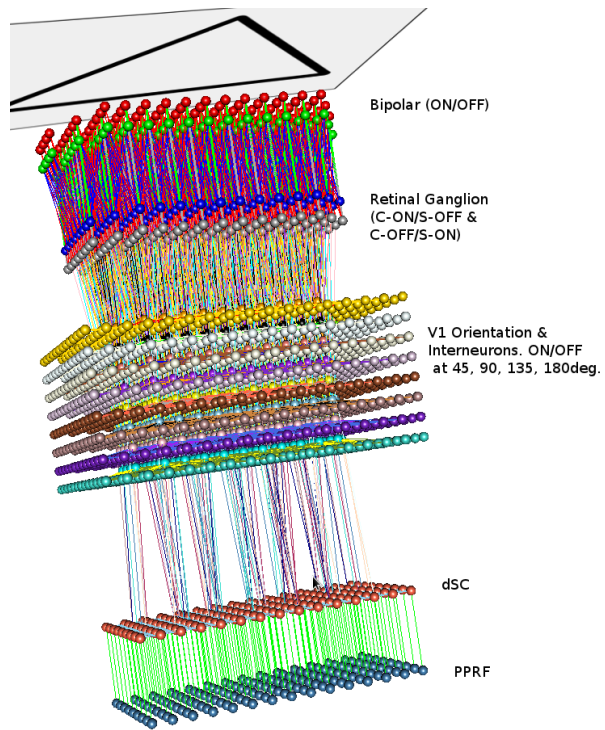 Bipolar (ON/OFF)
Retinal Ganglion
(C-ON/S-OFF &
C-OFF/S-ON)
V1 Orientation &
Interneurons. ON/OFF
at 45, 90, 135, 180deg.
dSC
PPRF